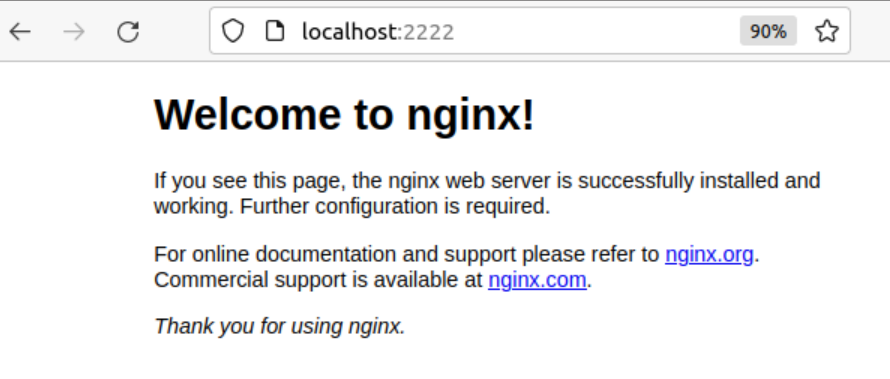 localhost:2222
90%
Welcome to nginx!
If you see this page, the nginx web server is successfully installed and
working. Further configuration is required.
For online documentation and support please refer to nginx.org.
Commercial support is available at nginx.com.
Thank you for using nginx.